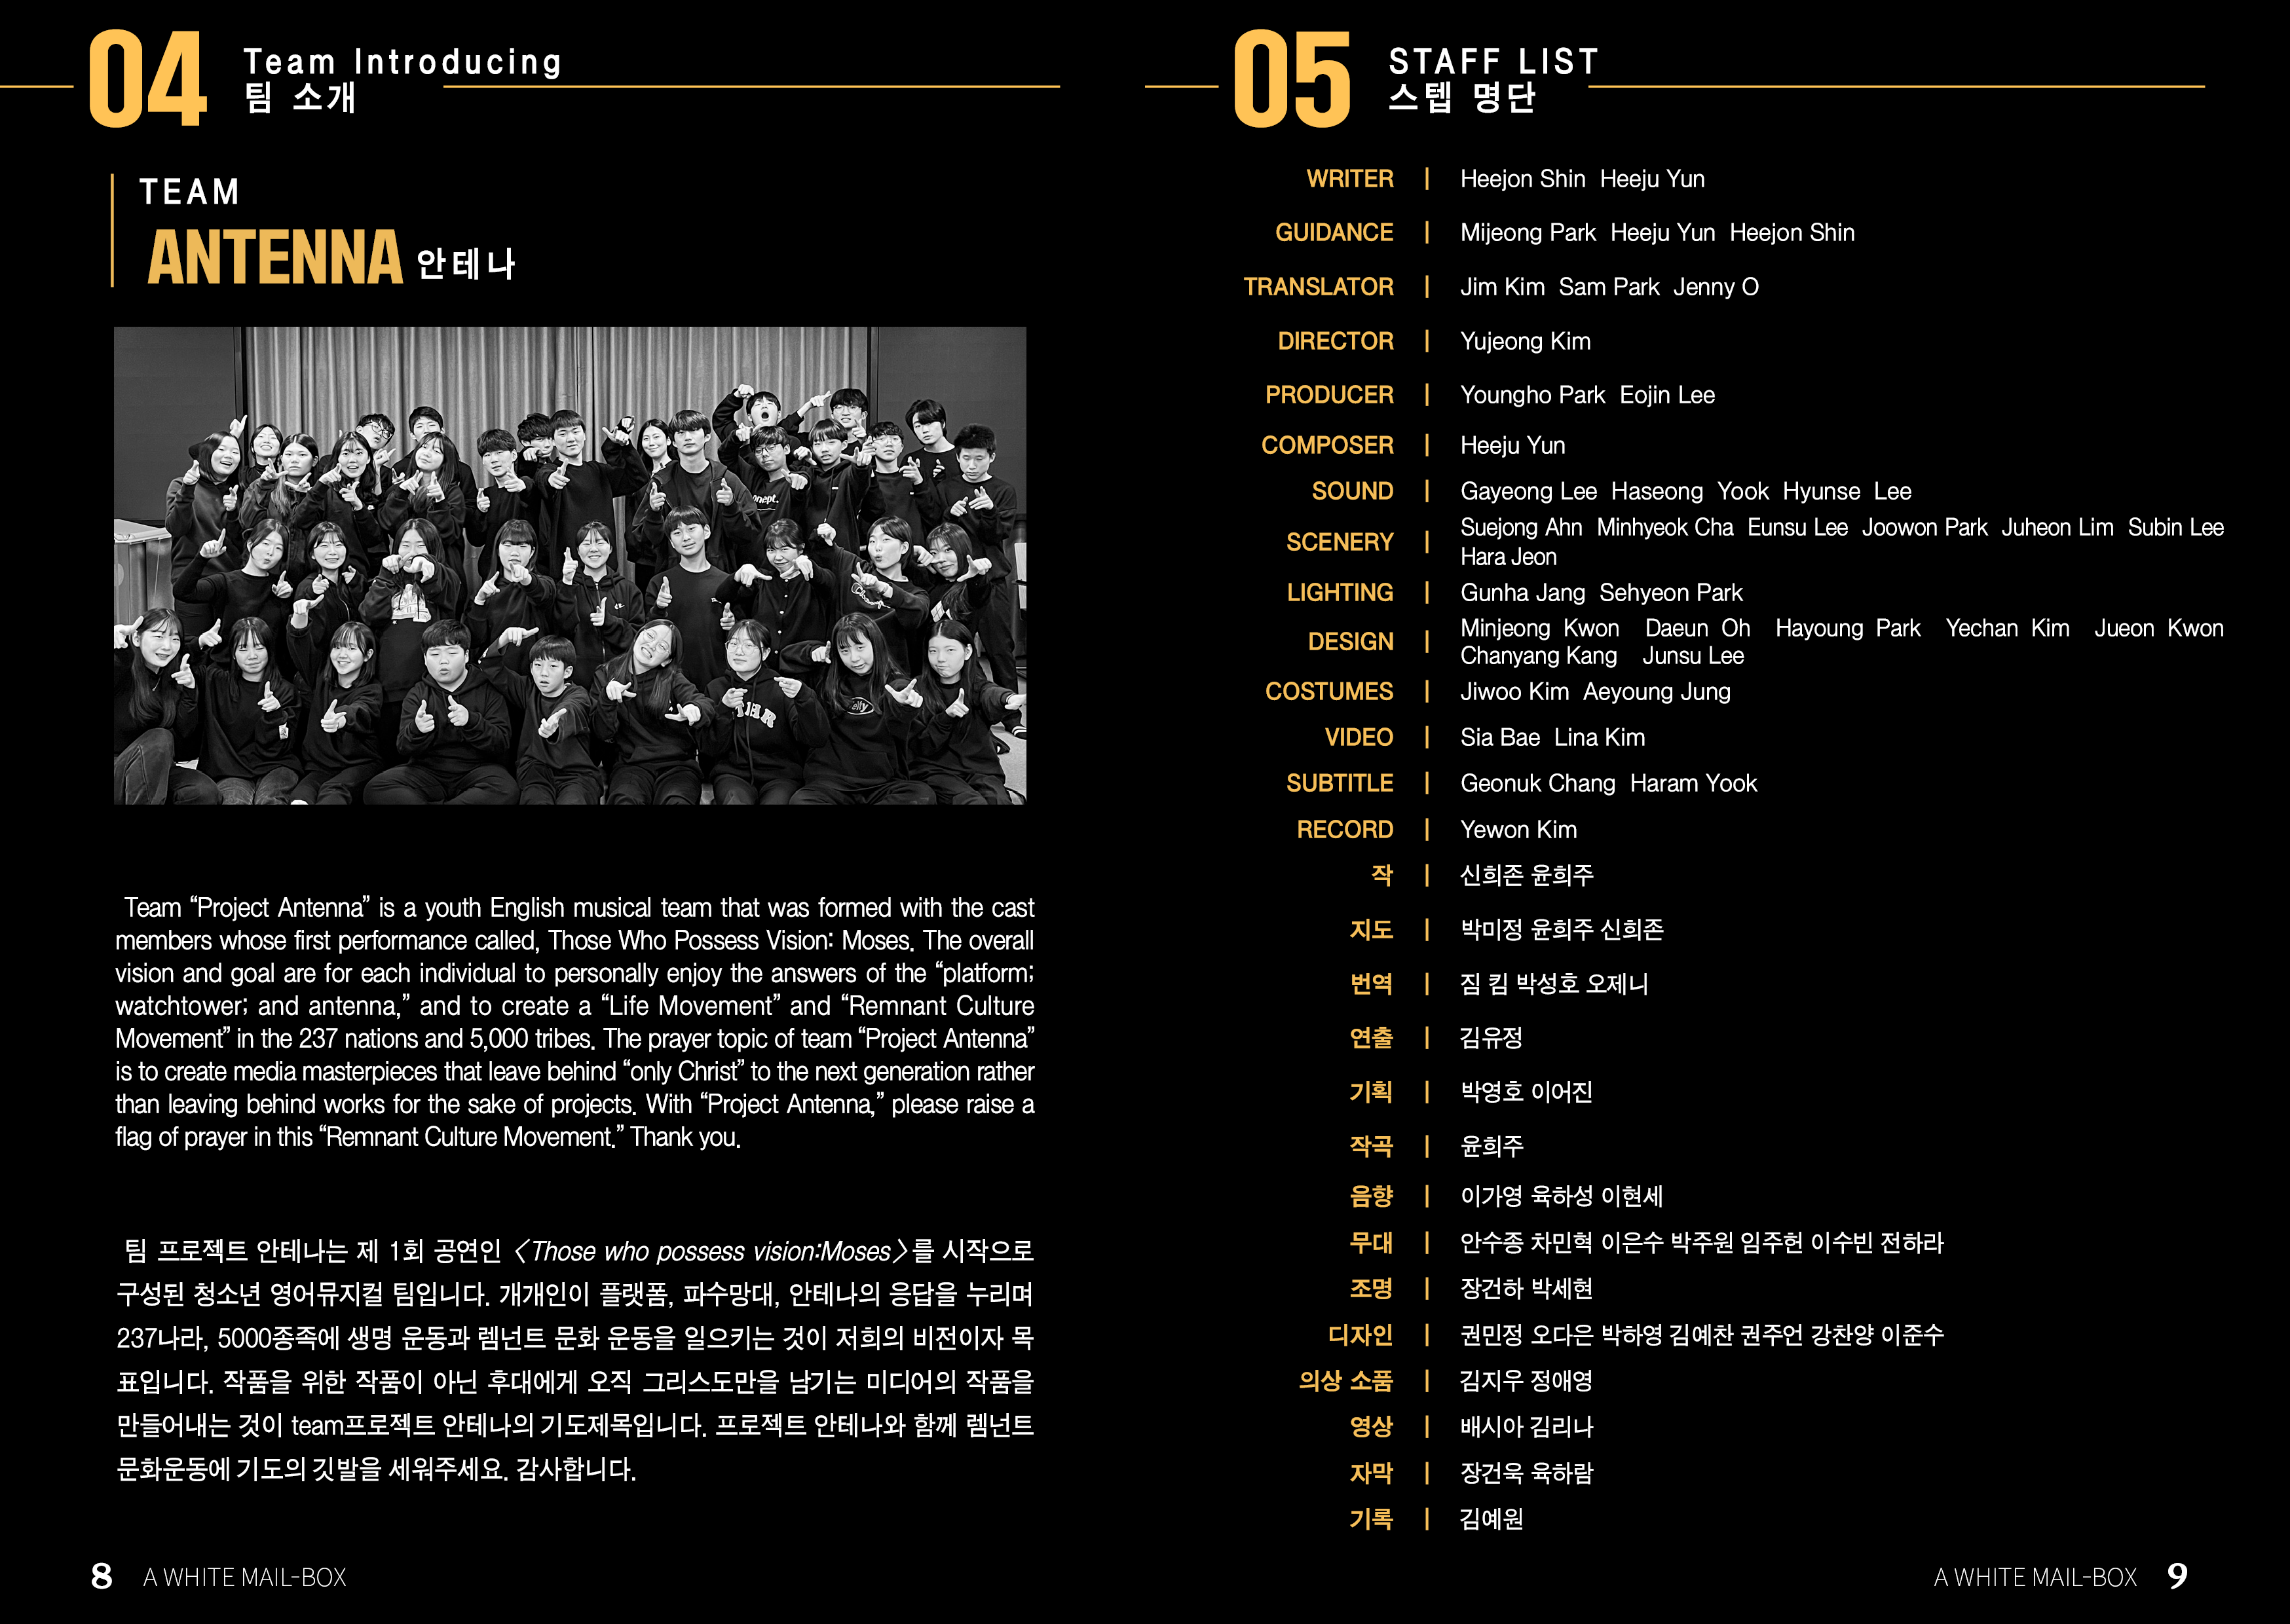 04
Team Introducing
팀 소개
TEAM
ANTENNA 안테나
Team “Project Antenna” is a youth English musical team that was formed with the cast
members whose first performance called, Those Who Possess Vision: Moses. The overall
vision and goal are for each individual to personally enjoy the answers of the “platform;
watchtower; and antenna,” and to create a “Life Movement” and “Remnant Culture
Movement” in the 237 nations and 5,000 tribes. The prayer topic of team “Project Antenna”
is to create media masterpieces that leave behind “only Christ” to the next generation rather
than leaving behind works for the sake of projects. With “Project Antenna,” please raise a
flag of prayer in this “Remnant Culture Movement.” Thank you.
팀 프로젝트 안테나는 제 1회 공연인 〈Those who possess vision:Moses〉를 시작으로
구성된 청소년 영어뮤지컬 팀입니다. 개개인이 플랫폼, 파수망대, 안테나의 응답을 누리며
237나라, 5000종족에 생명 운동과 렘넌트 문화 운동을 일으키는 것이 저희의 비전이자 목
표입니다. 작품을 위한 작품이 아닌 후대에게 오직 그리스도만을 남기는 미디어의 작품을
만들어내는 것이 team프로젝트 안테나의 기도제목입니다. 프로젝트 안테나와 함께 렘넌트
문화운동에 기도의 깃발을 세워주세요. 감사합니다.
8 A WHITE MAIL-BOX
05
STAFF LIST
스텝 명단
WRITER | Heejon Shin Heeju Yun
GUIDANCE | Mijeong Park Heeju Yun Heejon Shin
TRANSLATOR | Jim Kim Sam Park Jenny O
DIRECTOR | Yujeong Kim
PRODUCER | Youngho Park Eojin Lee
COMPOSER | Heeju Yun
SOUND | Gayeong Lee Haseong Yook Hyunse Lee
SCENERY | Suejong Ahn Minhyeok Cha Eunsu Lee Joowon Park Juheon Lim Subin Lee
Hara Jeon
LIGHTING | Gunha Jang Sehyeon Park
DESIGN | Minjeong Kwon Daeun Oh Hayoung Park Yechan Kim Jueon Kwon
Chanyang Kang Junsu Lee
COSTUMES | Jiwoo Kim Aeyoung Jung
VIDEO | Sia Bae Lina Kim
SUBTITLE | Geonuk Chang Haram Yook
RECORD | Yewon Kim
작 | 신희존 윤희주
지도 | 박미정 윤희주 신희존
번역 | 짐 킴 박성호 오제니
연출 | 김유정
기획 | 박영호 이어진
작곡 | 윤희주
음향 | 이가영 육하성 이현세
무대 | 안수종 차민혁 이은수 박주원 임주헌 이수빈 전하라
조명 | 장건하 박세현
디자인 | 권민정 오다은 박하영 김예찬 권주언 강찬양 이준수
의상 소품 | 김지우 정애영
영상 | 배시아 김리나
자막 | 장건욱 육하람
기록 | 김예원
A WHITE MAIL-BOX 9